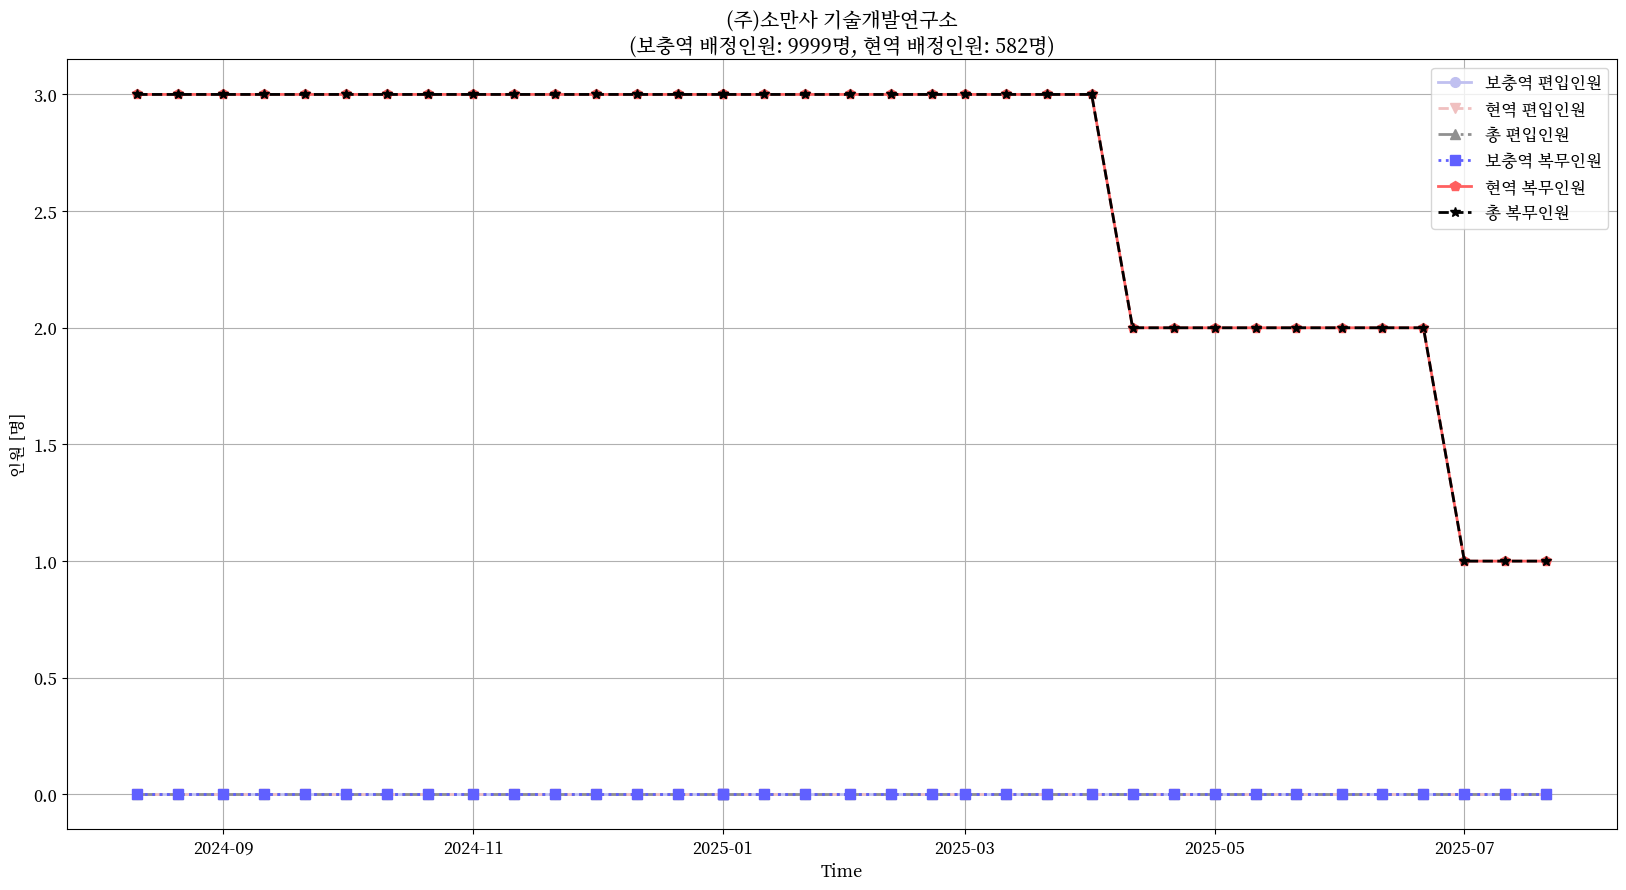 (주)소만사 기술개발연구소
(보충역 배정인원: 9999명, 현역 배정인원: 582명)
보충역 편입인원
현역 편입인원
총 편입인원
보충역 복무인원
현역 복무인원
총 복무인원
인원 [명]
3.0
2.5
2.0
1.5
1.0
0.5
0.0
2024-09
2024-11
2025-01
2025-03
2025-05
2025-07
Time